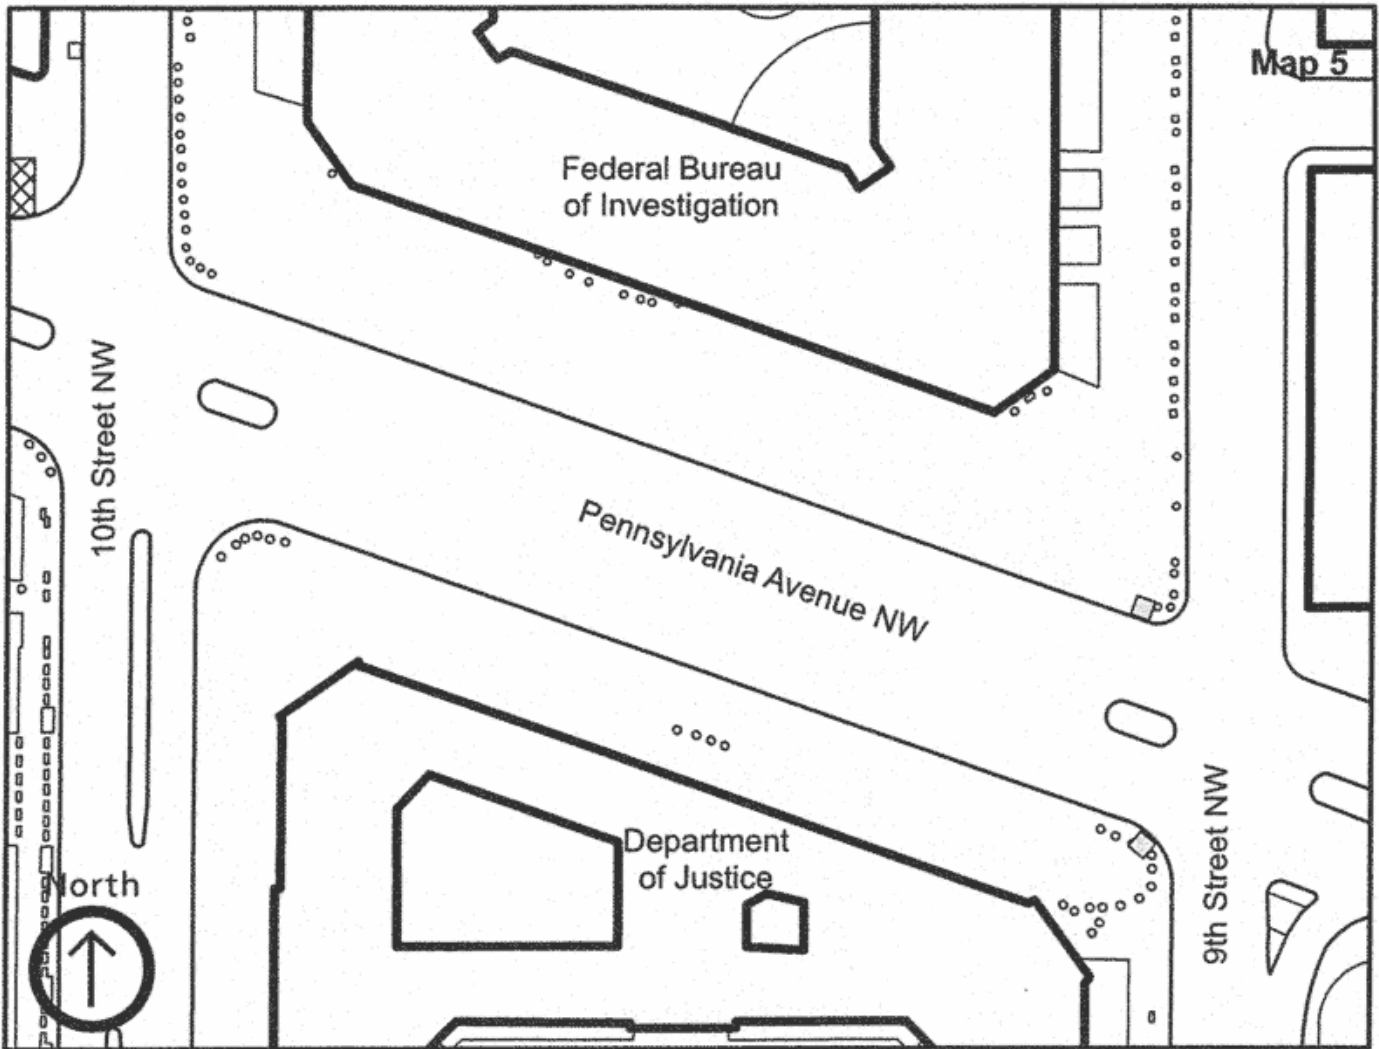 Map 5
Federal Bureau
of Investigation
10th Street NW
Pennsylvania Avenue NW
Department
of Justice
9th Street NW
North